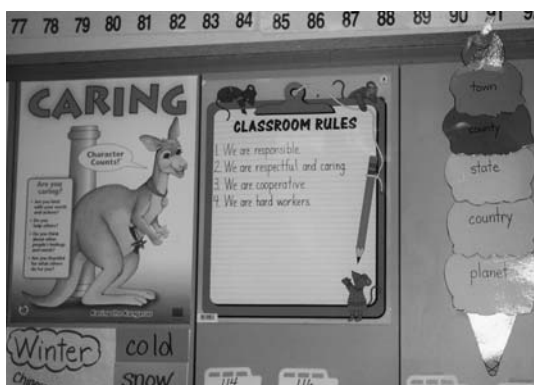 77 78 79 80 81 82 83 84 85 86 87 88 89 90 91
CARING
Character
Counts!
Are you
caring?
CLASSROOM RULES
1. We are responsible.
2. We are respectful and caring.
3. We are cooperative.
4. We are hard workers.
town
county
state
country
planet
Winter
cold
snow